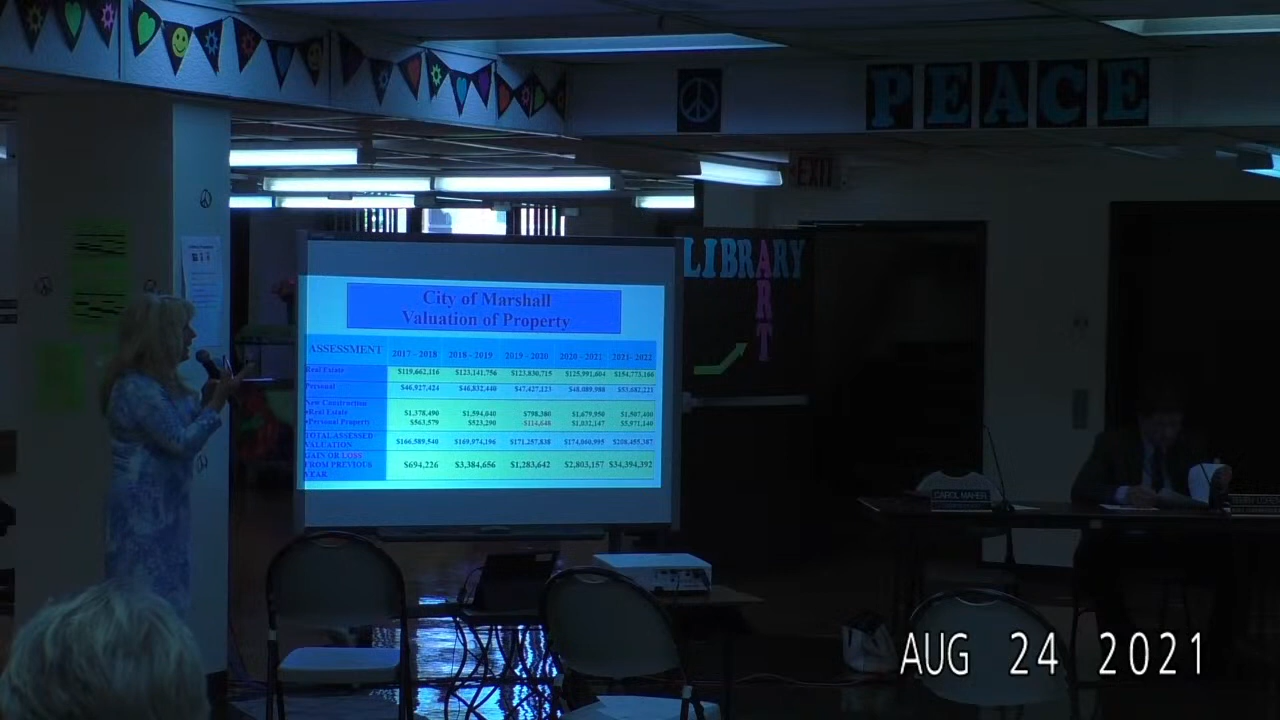 PEACE
EXIT
LIBRARY
ART
City of Marshall
Valuation of Property
ASSESSMENT 2017 - 2018 2018 - 2019 2019 - 2020 2020 - 2021 2021- 2022
Real Estate $119,662,116 $123,141,756 $123,830,715 $125,991,604 $154,773,166
Personal $46,927,424 $46,832,440 $47,427,123 $48,089,988 $53,682,221
New Construction
•Real Estate $1,378,490 $1,594,040 $798,380 $1,679,950 $1,507,400
•Personal Property $563,579 $523,290 $114,648 $1,032,147 $5,971,140
TOTAL ASSESSED
VALUATION $166,589,540 $169,974,196 $171,257,838 $174,060,995 $208,455,387
GAIN OR LOSS
FROM PREVIOUS
YEAR $694,226 $3,384,656 $1,283,642 $2,803,157 $34,394,392
CAROL MAHER
AUG 24 2021